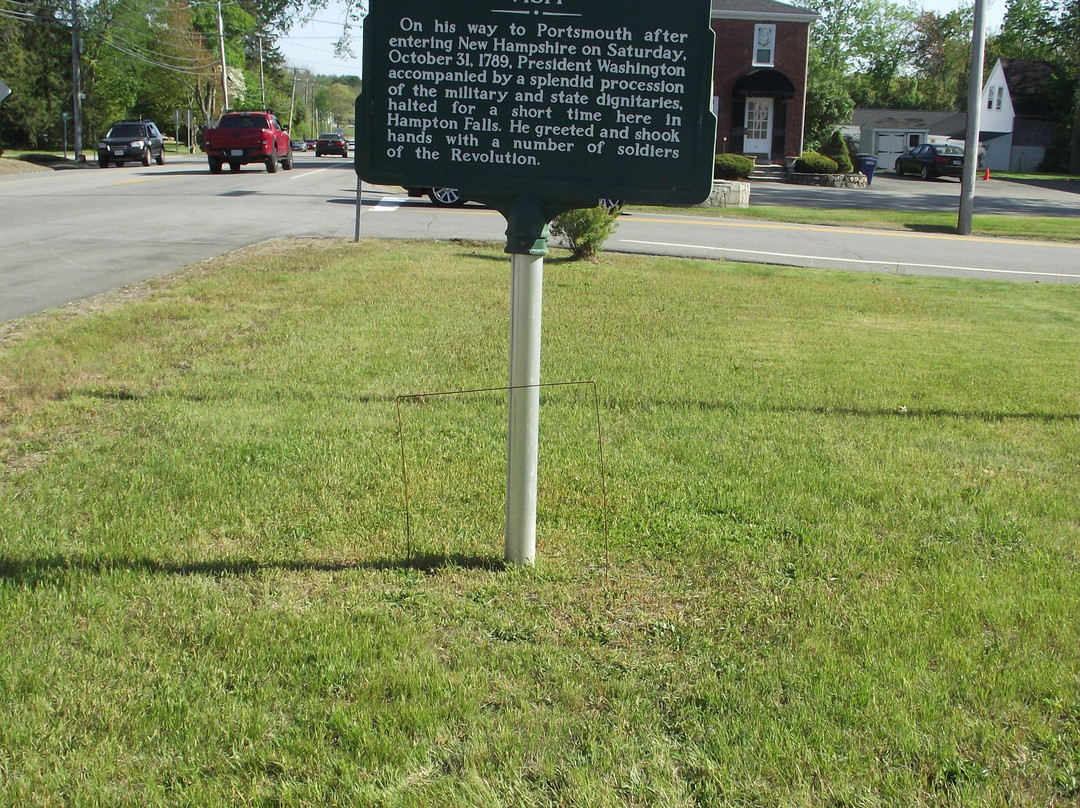 VISIT
On his way to Portsmouth after
entering New Hampshire on Saturday,
October 31, 1789, President Washington
accompanied by a splendid procession
of the military and state dignitaries,
halted for a short time here in
Hampton Falls. He greeted and shook
hands with a number of soldiers
of the Revolution.